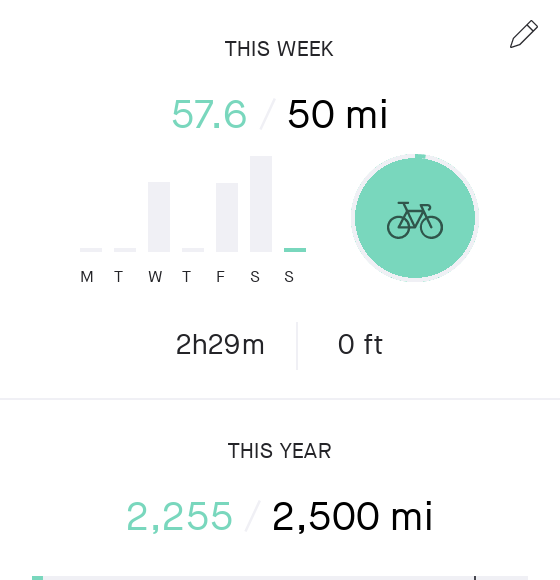 THIS WEEK
57.6 / 50 mi
M T W T F S S
2h29m 0 ft
THIS YEAR
2,255 / 2,500 mi